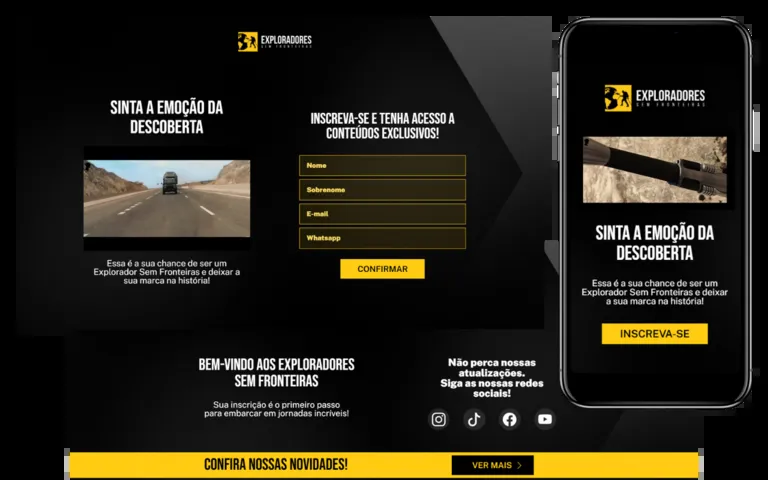 EXPLORADORES
SEM FRONTEIRAS
SINTA A EMOÇÃO DA
DESCOBERTA
Essa é a sua chance de ser um
Explorador Sem Fronteiras e deixar a
sua marca na história!
INSCREVA-SE E TENHA ACESSO A
CONTEÚDOS EXCLUSIVOS!
Nome
Sobrenome
E-mail
Whatsapp
CONFIRMAR
EXPLORADORES
SEM FRONTEIRAS
SINTA A EMOÇÃO DA
DESCOBERTA
Essa é a sua chance de ser um
Explorador Sem Fronteiras e deixar
a sua marca na história!
INSCREVA-SE
BEM-VINDO AOS EXPLORADORES
SEM FRONTEIRAS
Sua inscrição é o primeiro passo
para embarcar em jornadas incríveis!
Não perca nossas
atualizações.
Siga as nossas redes
sociais!
CONFIRA NOSSAS NOVIDADES!
VER MAIS